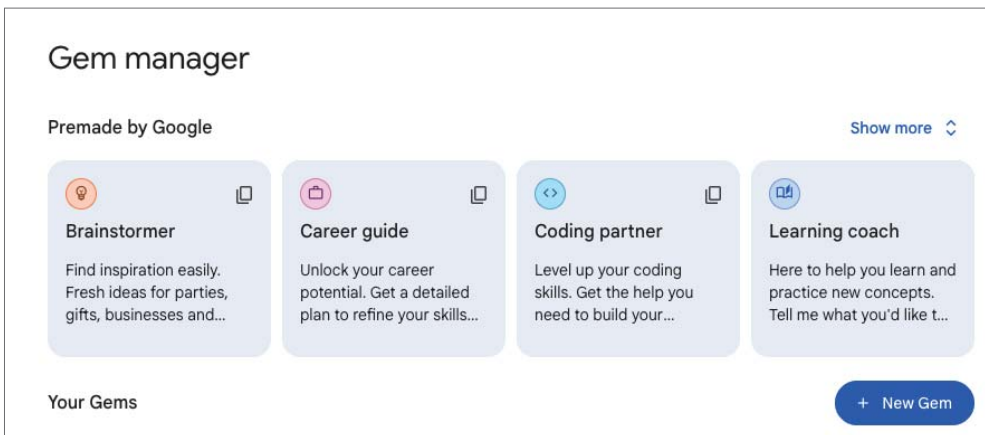 Gem manager
Premade by Google
Show more
Brainstormer
Find inspiration easily.
Fresh ideas for parties,
gifts, businesses and...
Career guide
Unlock your career
potential. Get a detailed
plan to refine your skills...
Coding partner
Level up your coding
skills. Get the help you
need to build your...
Learning coach
Here to help you learn and
practice new concepts.
Tell me what you'd like t...
Your Gems
+ New Gem